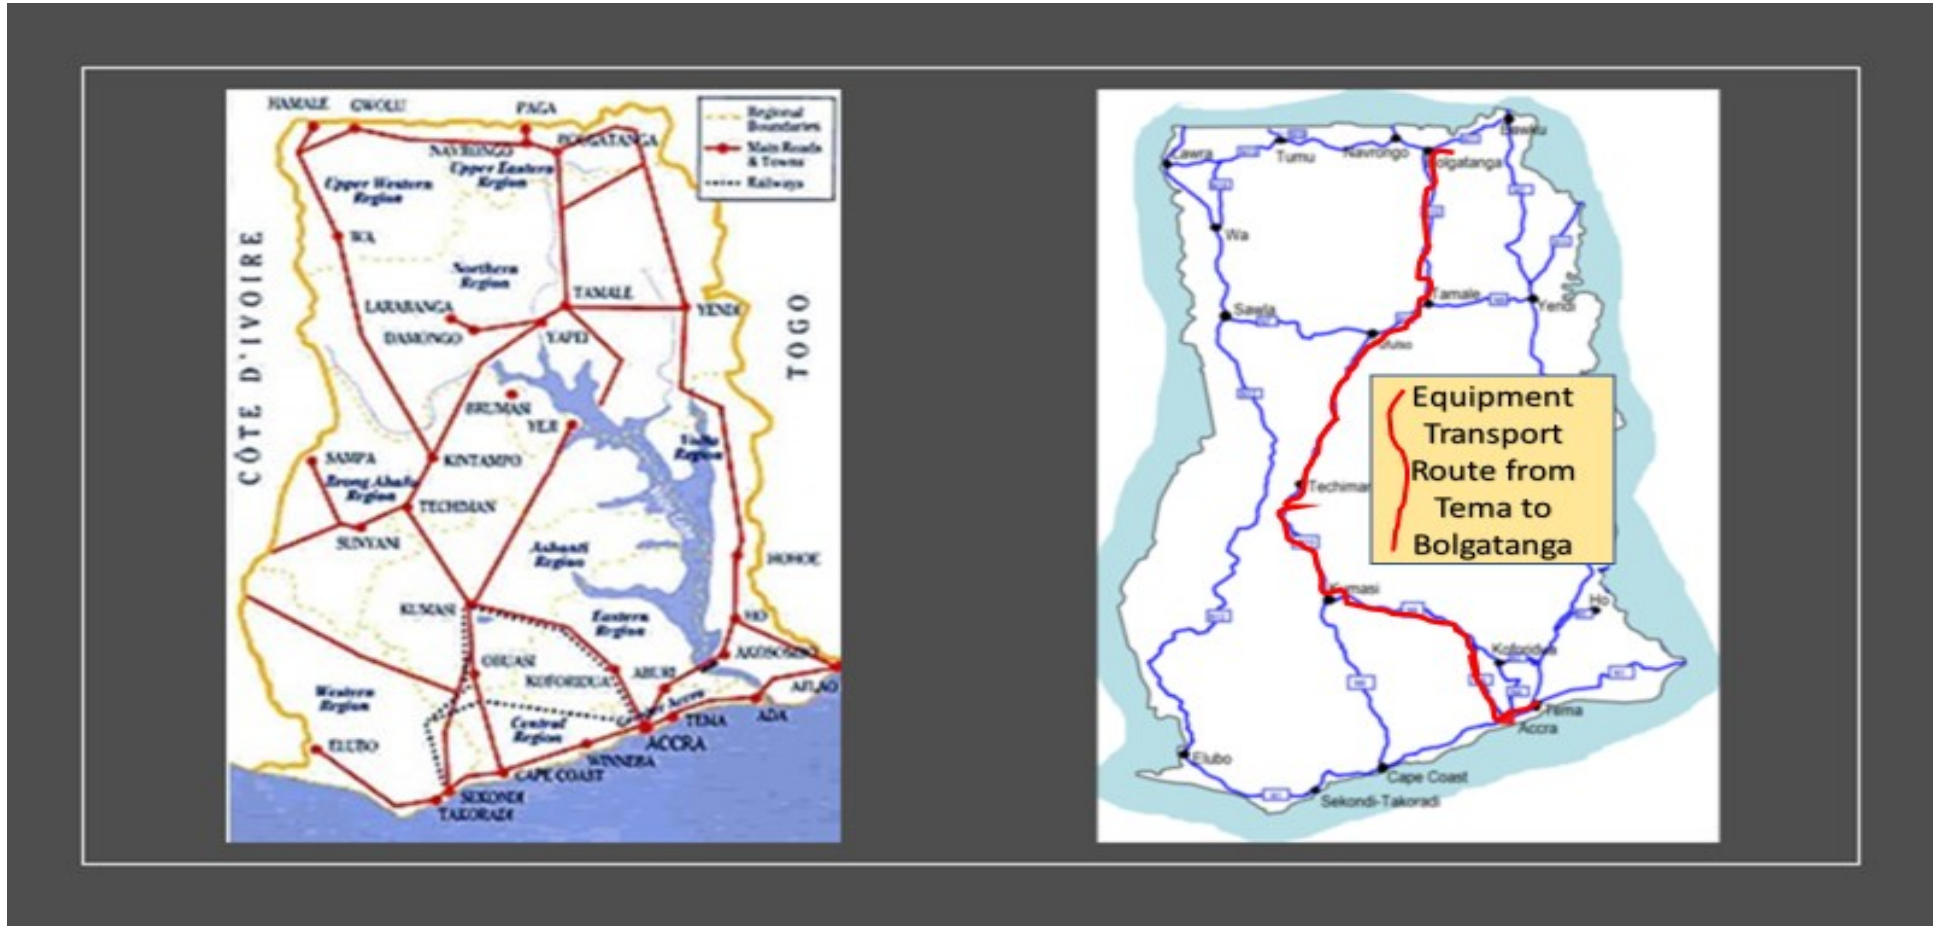 HAMALE
GWOLU
PAGA
Regional
Boundaries
Main Roads
& Towns
Railways
NAVRONGO
BOLGATANGA
Upper Eastern
Region
Upper Western
Region
CÔTE D'IVOIRE
WA
Northern
Region
LARABANGA
TAMALE
YENDI
DAMONGO
YAPEI
TOGO
BRUMASI
YEJI
Volta
Region
SAMPA
KINTAMPO
Brong Ahafo
Region
TECHIMAN
SUNYANI
Ashanti
Region
HOHOE
KUMASI
Eastern
Region
HO
OBUASI
KOFORIDUA
ABURI
AKOSOMBO
AFLAO
Western
Region
Central
Region
Greater Accra
TEMA
ADA
ACCRA
ELUBO
WINNEBA
CAPE COAST
SEKONDI
TAKORADI
Bawku
Lawra
Tumu
Navrongo
Bolgatanga
Wa
Sawla
Tamale
Yendi
Techiman
Equipment
Transport
Route from
Tema to
Bolgatanga
Kumasi
Ho
Koforidua
Tema
Accra
Elubo
Cape Coast
Sekondi-Takoradi